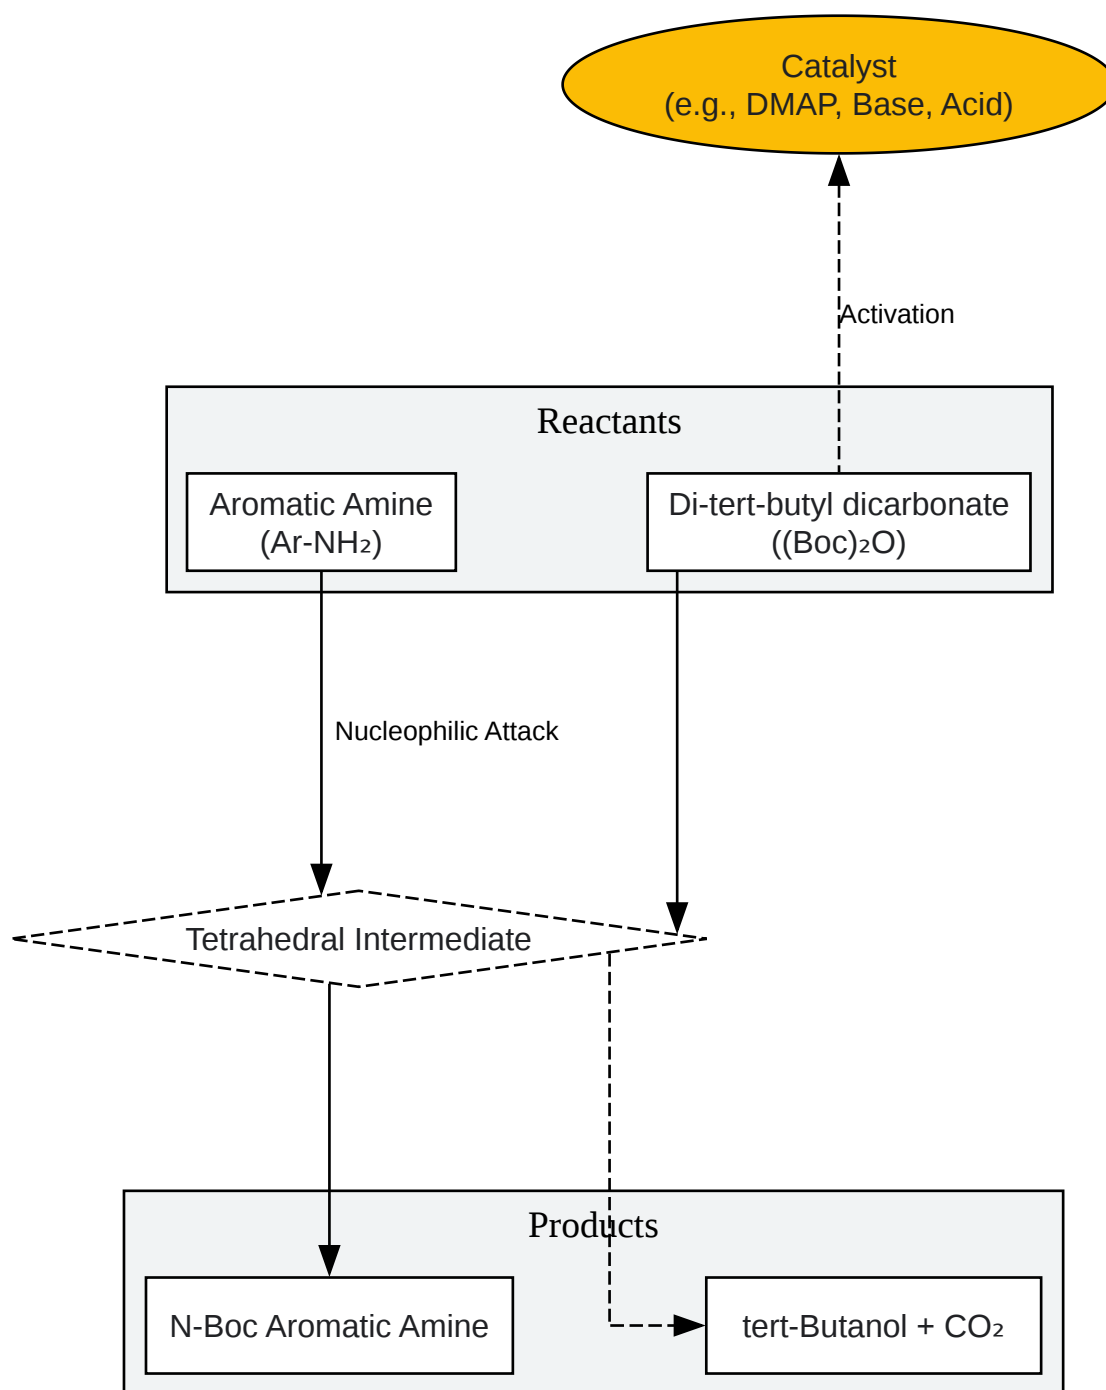 Catalyst
(e.g., DMAP, Base, Acid)
Activation
Reactants
Aromatic Amine
(Ar-NH₂)
Di-tert-butyl dicarbonate
((Boc)₂O)
Nucleophilic Attack
Tetrahedral Intermediate
Products
N-Boc Aromatic Amine
tert-Butanol + CO₂